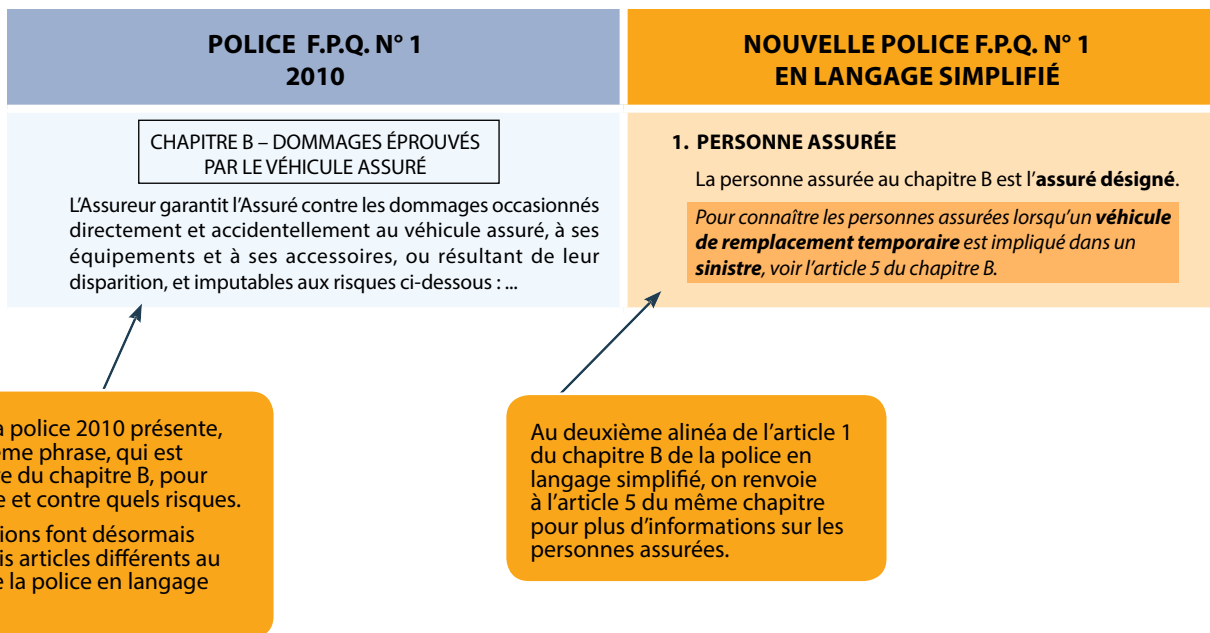 POLICE F.P.Q. N° 1
2010
CHAPITRE B – DOMMAGES ÉPROUVÉS
PAR LE VÉHICULE ASSURÉ
L'Assureur garantit l'Assuré contre les dommages occasionnés
directement et accidentellement au véhicule assuré, à ses
équipements et à ses accessoires, ou résultant de leur
disparition, et imputables aux risques ci-dessous : ...
NOUVELLE POLICE F.P.Q. N° 1
EN LANGAGE SIMPLIFIÉ
1. PERSONNE ASSURÉE
La personne assurée au chapitre B est l'assuré désigné.
Pour connaître les personnes assurées lorsqu'un véhicule
de remplacement temporaire est impliqué dans un
sinistre, voir l'article 5 du chapitre B.
a police 2010 présente,
ême phrase, qui est
re du chapitre B, pour
e et contre quels risques.
ions font désormais
is articles différents au
e la police en langage
Au deuxième alinéa de l'article 1
du chapitre B de la police en
langage simplifié, on renvoie
à l'article 5 du même chapitre
pour plus d'informations sur les
personnes assurées.